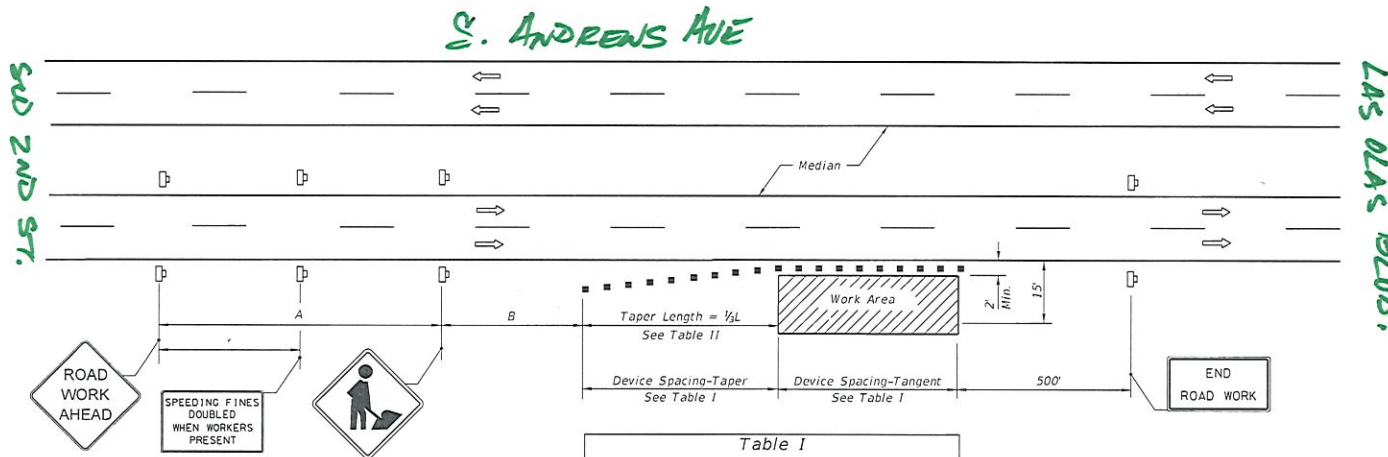 S. ANDREWS AVE
SW 2ND ST.
LAS OLAS BLVD.
Median
A
B
Taper Length = ⅓L
See Table II
Work Area
2'
Min.
15'
ROAD
WORK
AHEAD
SPEEDING FINES
DOUBLED
WHEN WORKERS
PRESENT
Device Spacing-Taper
See Table I
Device Spacing-Tangent
See Table I
500'
END
ROAD WORK
Table I